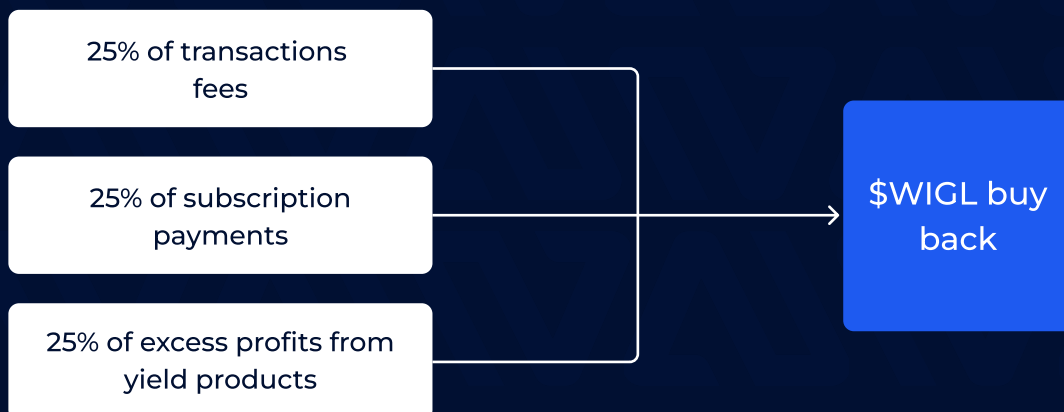 25% of transactions
fees
25% of subscription
payments
25% of excess profits from
yield products
$WIGL buy
back